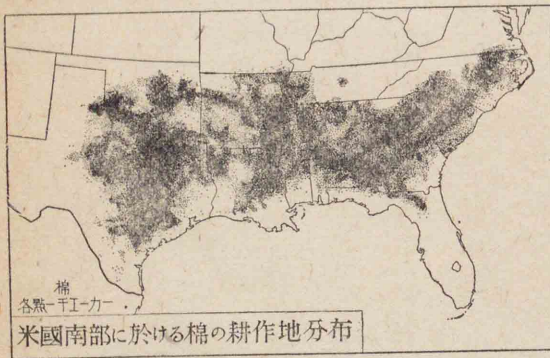 棉
各點一千エーカー
米國南部に於ける棉の耕作地分布